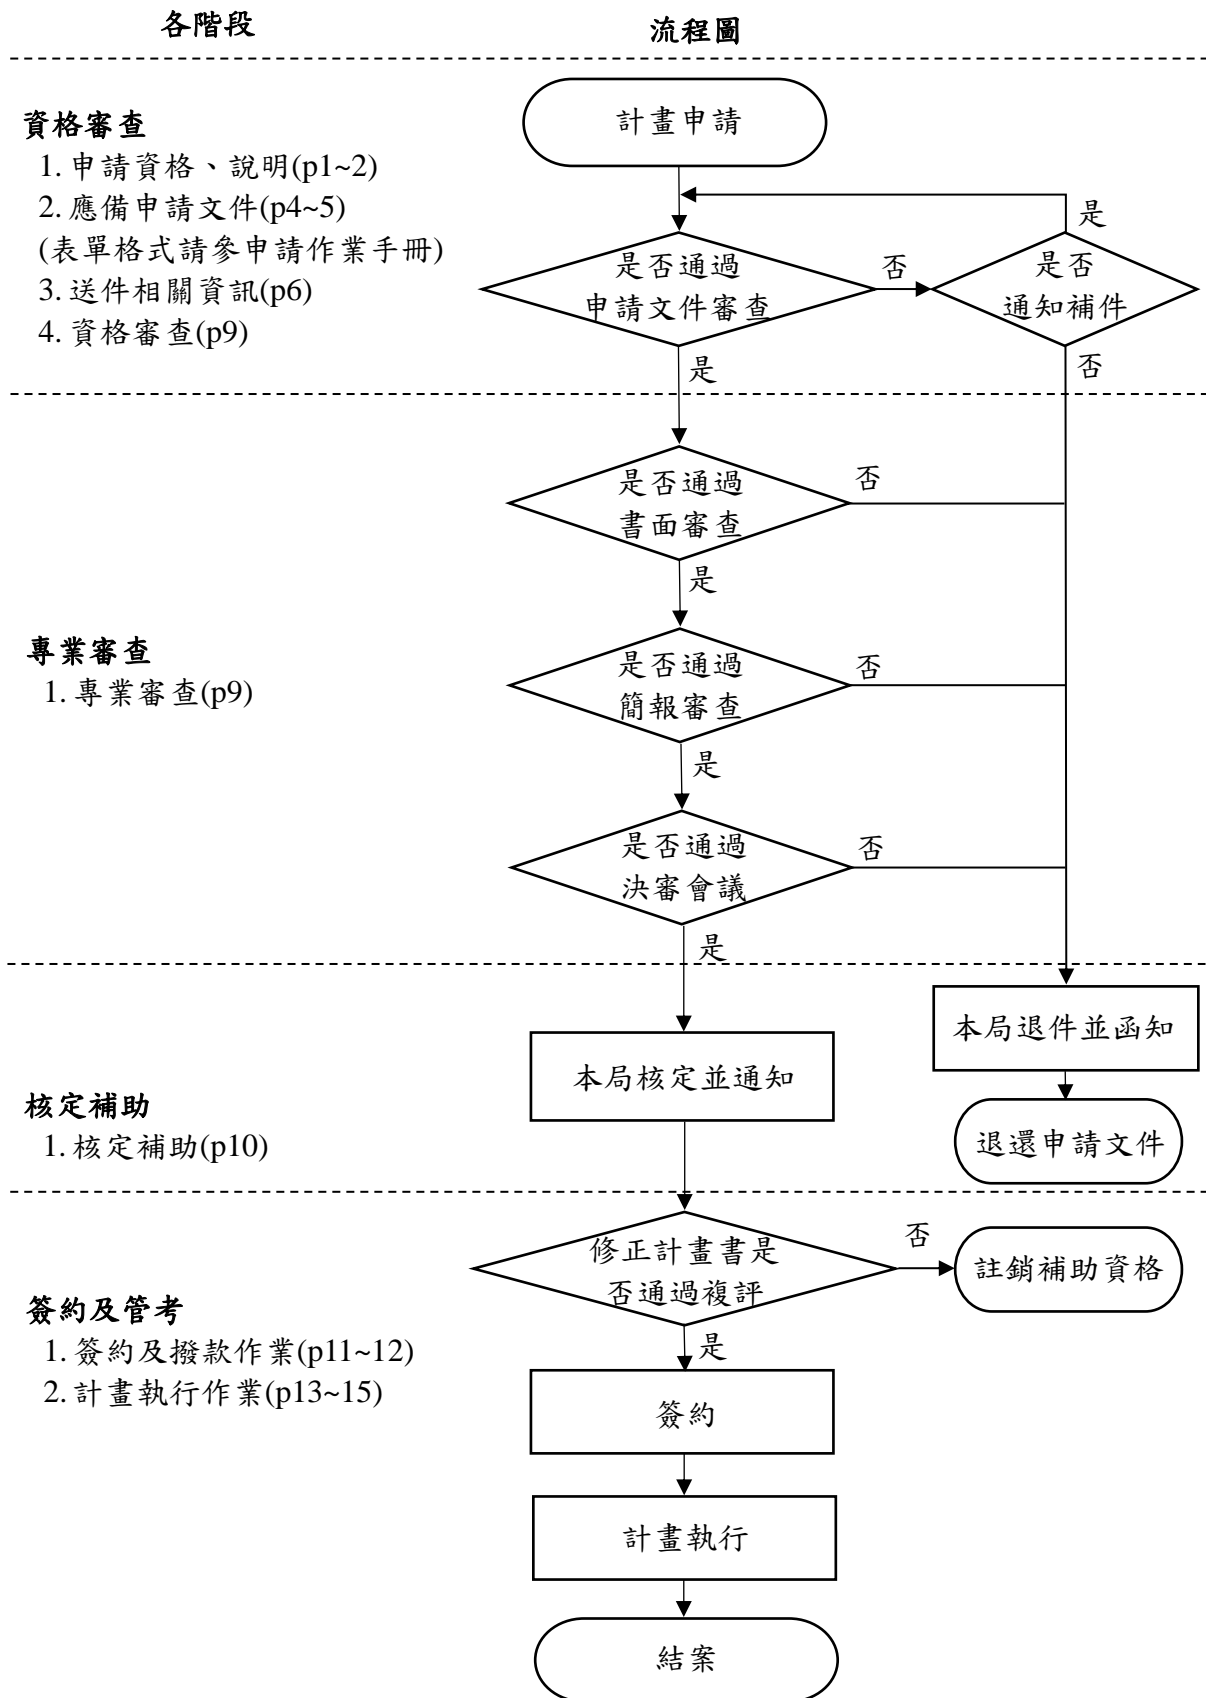 各階段
流程圖
資格審查
1. 申請資格、說明(p1~2)
2. 應備申請文件(p4~5)
(表單格式請參申請作業手冊)
3. 送件相關資訊(p6)
4. 資格審查(p9)
計畫申請
是否通過
申請文件審查
否
是否
通知補件
是
否
是
專業審查
1. 專業審查(p9)
是否通過
書面審查
否
是
是否通過
簡報審查
否
是
是否通過
決審會議
否
是
核定補助
1. 核定補助(p10)
本局核定並通知
本局退件並函知
退還申請文件
簽約及管考
1. 簽約及撥款作業(p11~12)
2. 計畫執行作業(p13~15)
修正計畫書是
否通過複評
否
註銷補助資格
是
簽約
計畫執行
結案